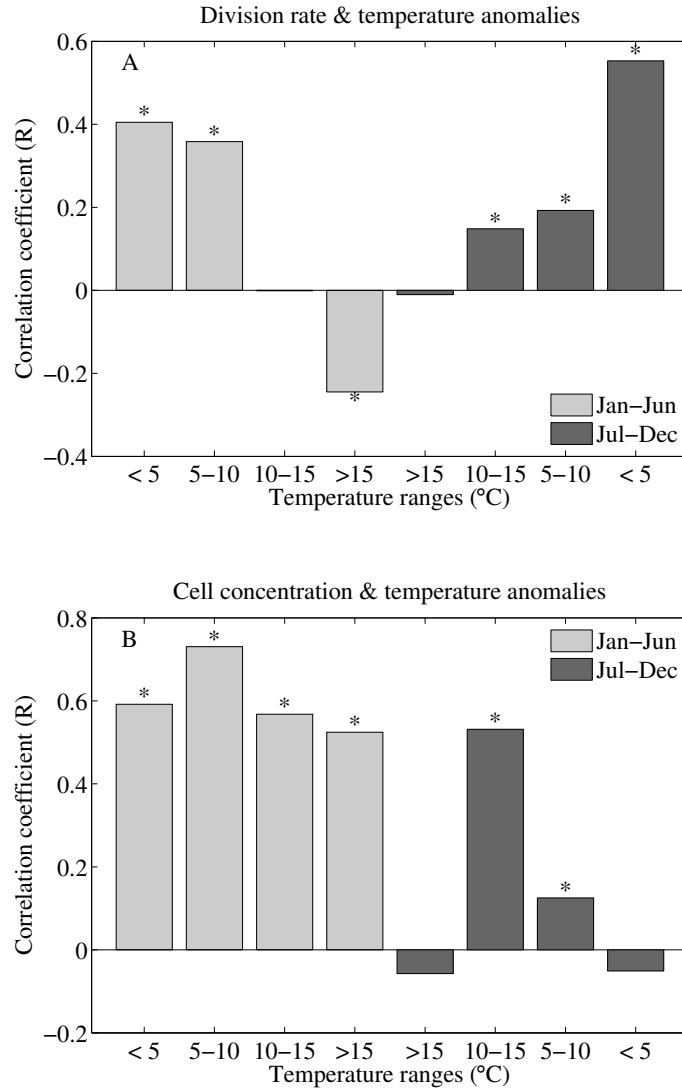 Division rate & temperature anomalies
A
0.6
0.4
0.2
0
−0.2
−0.4
Correlation coefficient (R)
* * * * * *
Jan−Jun
Jul−Dec
< 5 5−10 10−15 >15 >15 10−15 5−10 < 5
Temperature ranges (°C)
Cell concentration & temperature anomalies
B
0.8
0.6
0.4
0.2
0
−0.2
Correlation coefficient (R)
* * * * * *
Jan−Jun
Jul−Dec
< 5 5−10 10−15 >15 >15 10−15 5−10 < 5
Temperature ranges (°C)